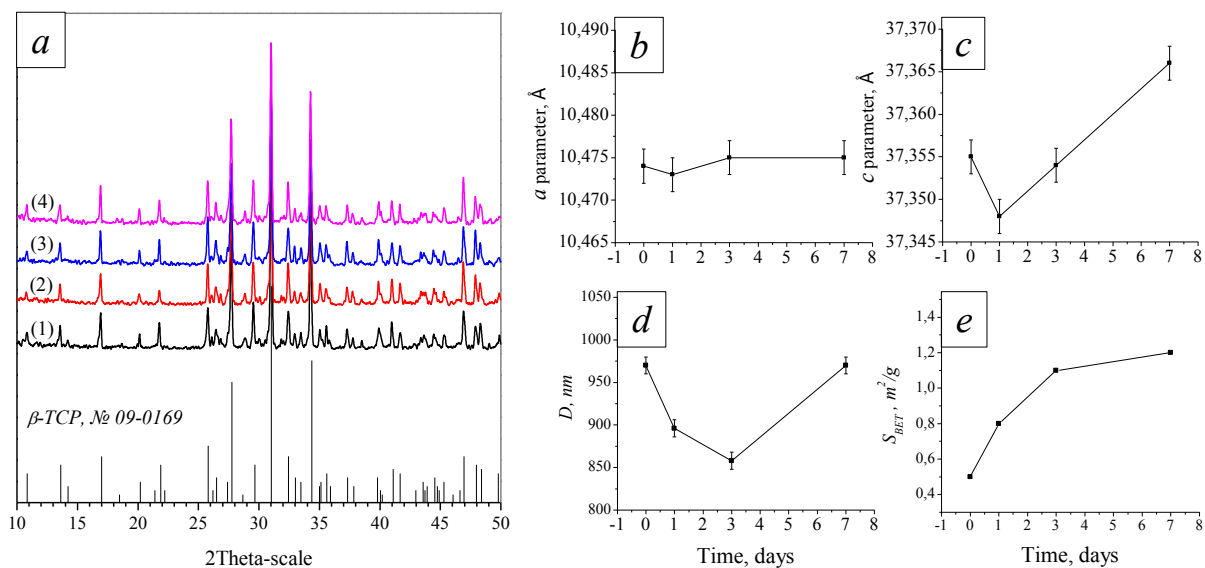 a
(4)
(3)
(2)
(1)
β-TCP, № 09-0169
10 15 20 25 30 35 40 45 50
2Theta-scale
b
10,490
10,485
10,480
10,475
10,470
10,465
a parameter, Å
-1 0 1 2 3 4 5 6 7 8
c
37,370
37,365
37,360
37,355
37,350
37,345
c parameter, Å
-1 0 1 2 3 4 5 6 7 8
d
1050
1000
950
900
850
800
D, nm
-1 0 1 2 3 4 5 6 7 8
Time, days
e
1,4
1,2
1,0
0,8
0,6
0,4
S_BET, m²/g
-1 0 1 2 3 4 5 6 7 8
Time, days